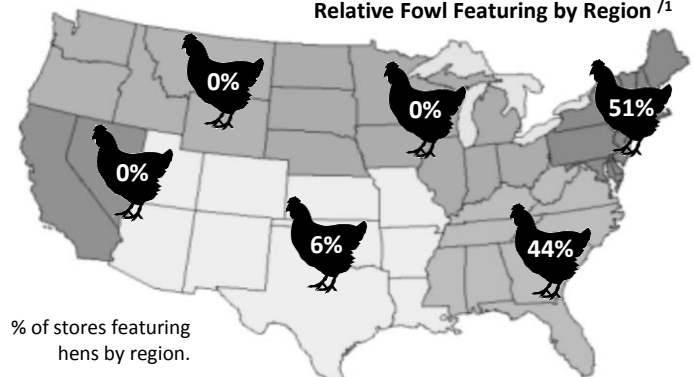 Relative Fowl Featuring by Region /1
0%
0%
51%
0%
6%
44%
% of stores featuring
hens by region.